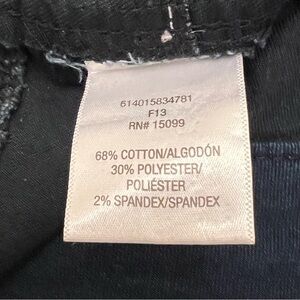 614015834781
F13
RN# 15099
68% COTTON/ALGODÓN
30% POLYESTER/
POLIÉSTER
2% SPANDEX/SPANDEX